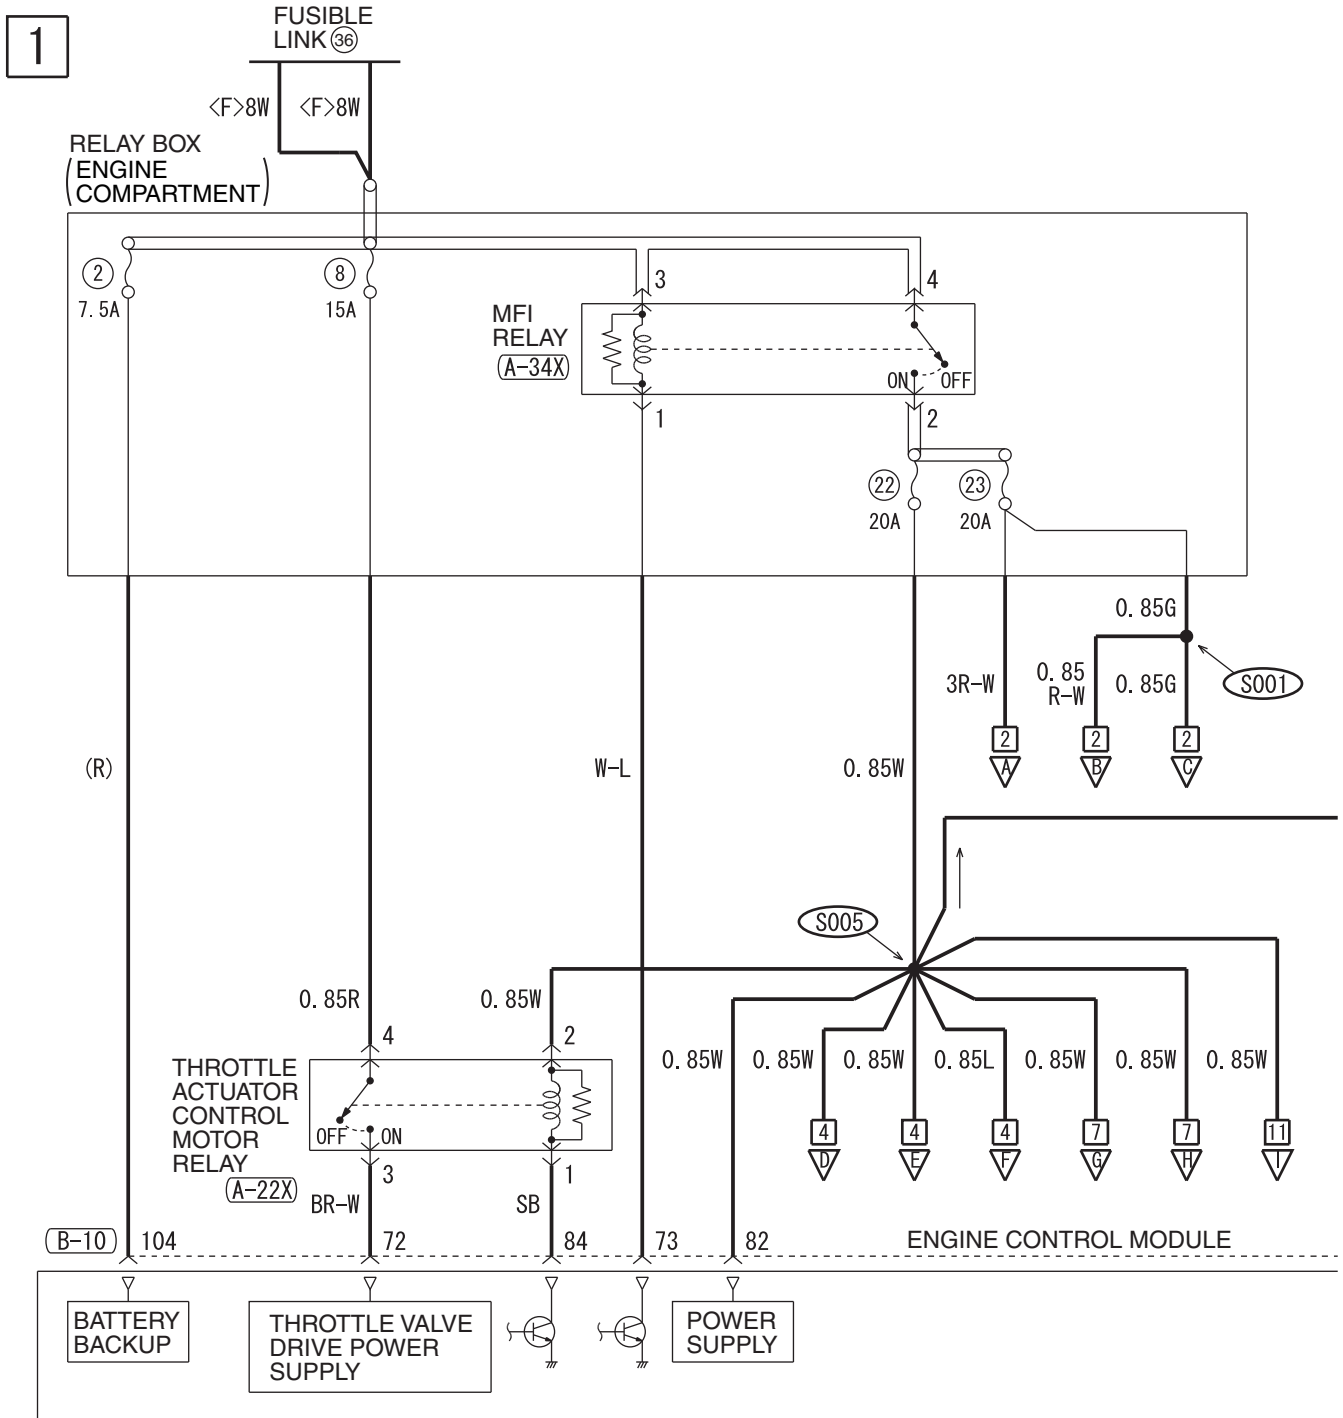 1
FUSIBLE
LINK 36
<F>8W <F>8W
RELAY BOX
(ENGINE
COMPARTMENT)
2
7.5A
8
15A
3
4
MFI
RELAY
A-34X
ON OFF
1
2
22
20A
23
20A
0.85G
3R-W
0.85
R-W
0.85G
S001
2
A
2
B
2
C
(R)
W-L
0.85W
S005
0.85R
0.85W
4
2
THROTTLE
ACTUATOR
CONTROL
MOTOR
RELAY
A-22X
OFF ON
3
1
BR-W
SB
0.85W 0.85W 0.85W 0.85L 0.85W 0.85W 0.85W
4 4 4 7 7 11
D E F G H I
B-10 104 72 84 73 82
ENGINE CONTROL MODULE
BATTERY
BACKUP
THROTTLE VALVE
DRIVE POWER
SUPPLY
POWER
SUPPLY